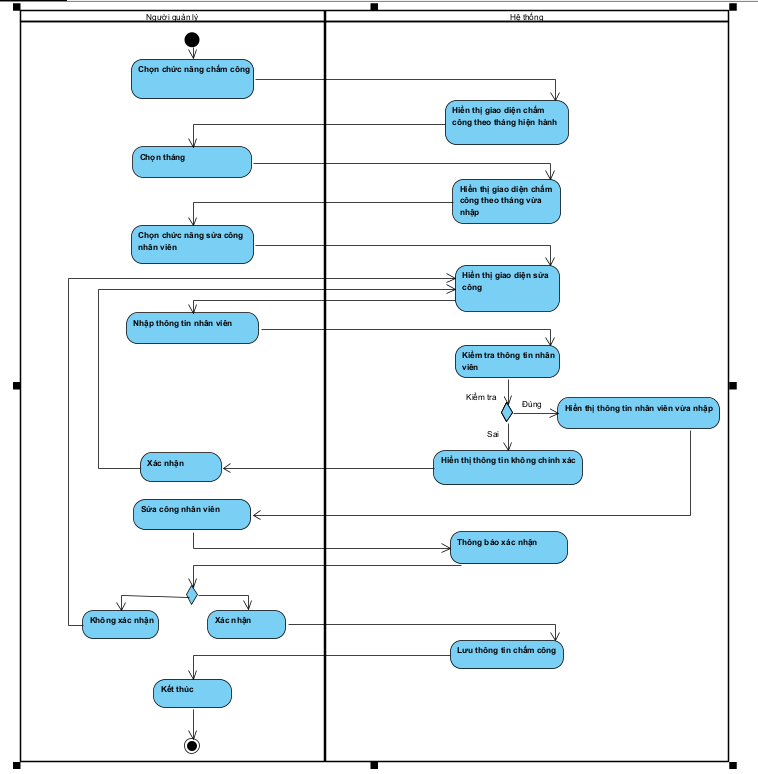 Người quản lý
Hệ thống
Chọn chức năng chấm công
Hiển thị giao diện chấm
công theo tháng hiện hành
Chọn tháng
Hiển thị giao diện chấm
công theo tháng vừa
nhập
Chọn chức năng sửa công
nhân viên
Hiển thị giao diện sửa
công
Nhập thông tin nhân viên
Kiểm tra thông tin nhân
viên
Kiểm tra
Đúng
Hiển thị thông tin nhân viên vừa nhập
Sai
Hiển thị thông tin không chính xác
Xác nhận
Sửa công nhân viên
Thông báo xác nhận
Không xác nhận
Xác nhận
Lưu thông tin chấm công
Kết thúc